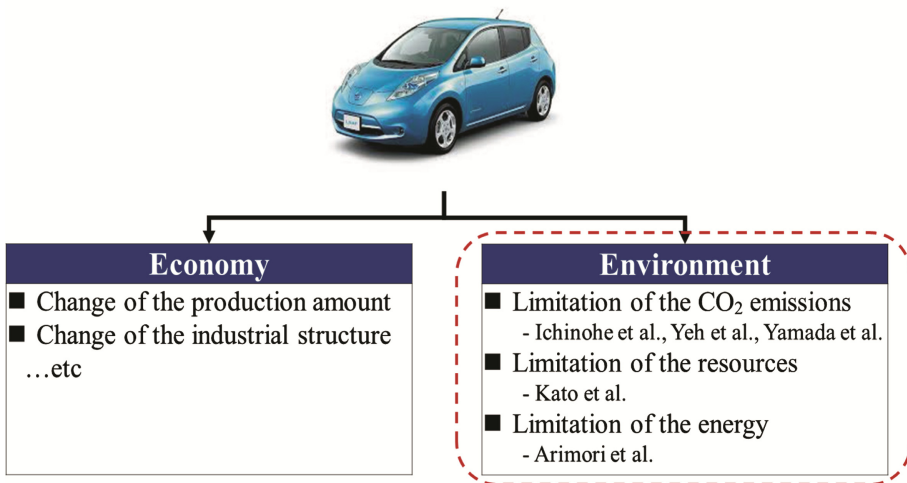 Economy
■ Change of the production amount
■ Change of the industrial structure
…etc
Environment
■ Limitation of the CO₂ emissions
- Ichinohe et al., Yeh et al., Yamada et al.
■ Limitation of the resources
- Kato et al.
■ Limitation of the energy
- Arimori et al.